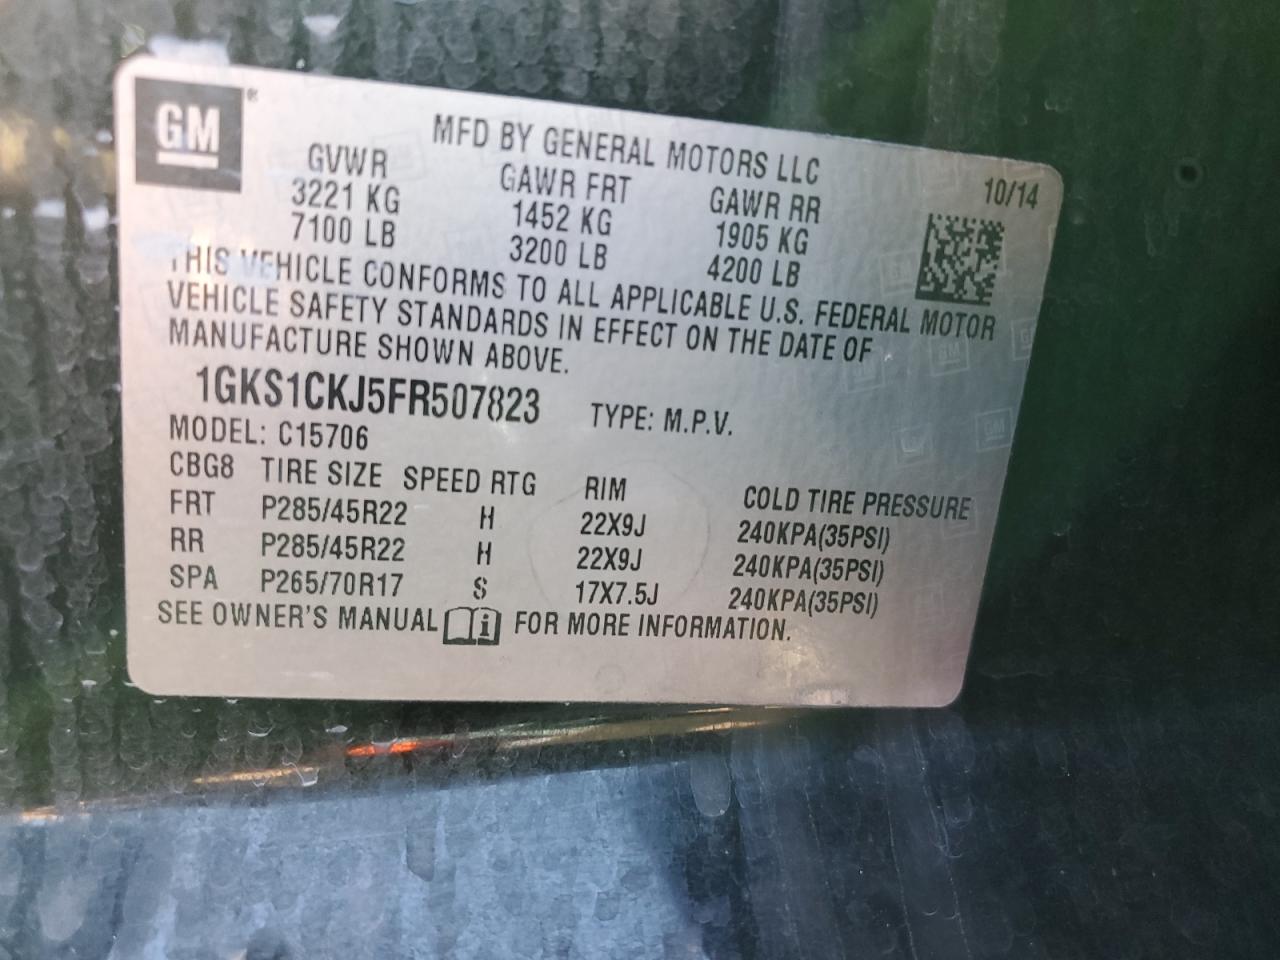 GM®
MFD BY GENERAL MOTORS LLC
10/14
GVWR GAWR FRT GAWR RR
3221 KG 1452 KG 1905 KG
7100 LB 3200 LB 4200 LB
THIS VEHICLE CONFORMS TO ALL APPLICABLE U.S. FEDERAL MOTOR
VEHICLE SAFETY STANDARDS IN EFFECT ON THE DATE OF
MANUFACTURE SHOWN ABOVE.
1GKS1CKJ5FR507823 TYPE: M.P.V.
MODEL: C15706
CBG8 TIRE SIZE SPEED RTG RIM COLD TIRE PRESSURE
FRT P285/45R22 H 22X9J 240KPA(35PSI)
RR P285/45R22 H 22X9J 240KPA(35PSI)
SPA P265/70R17 S 17X7.5J 240KPA(35PSI)
SEE OWNER'S MANUAL i FOR MORE INFORMATION.